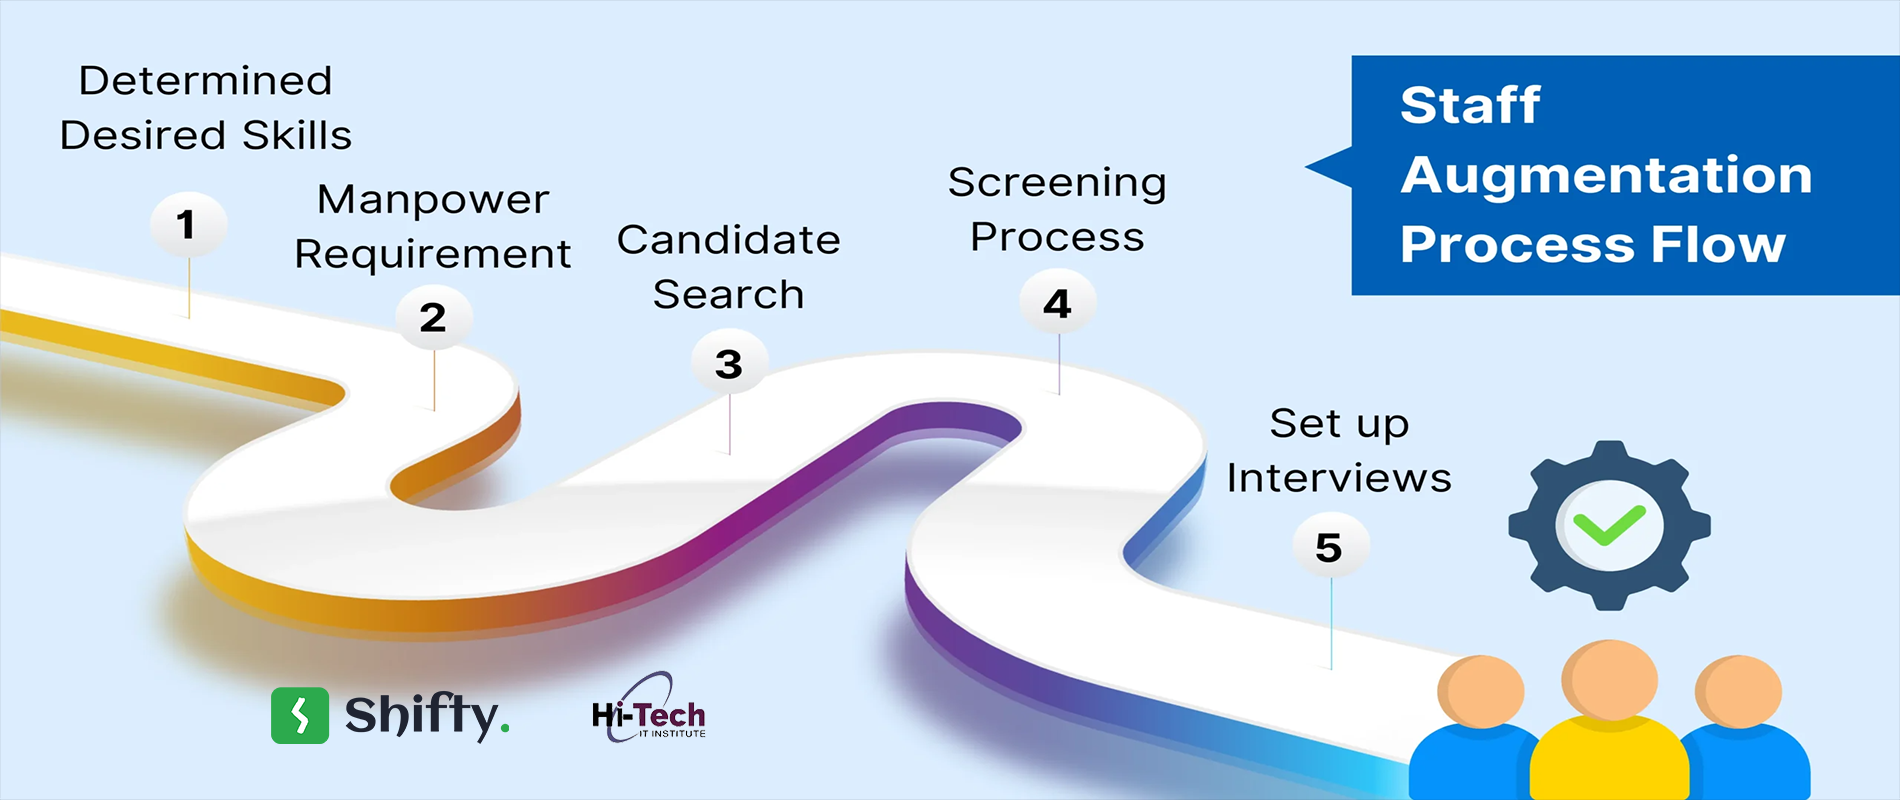 Determined
Desired Skills
1
Manpower
Requirement
2
Candidate
Search
3
Screening
Process
4
Set up
Interviews
5
Staff
Augmentation
Process Flow
Shifty.
Hi-Tech
IT INSTITUTE